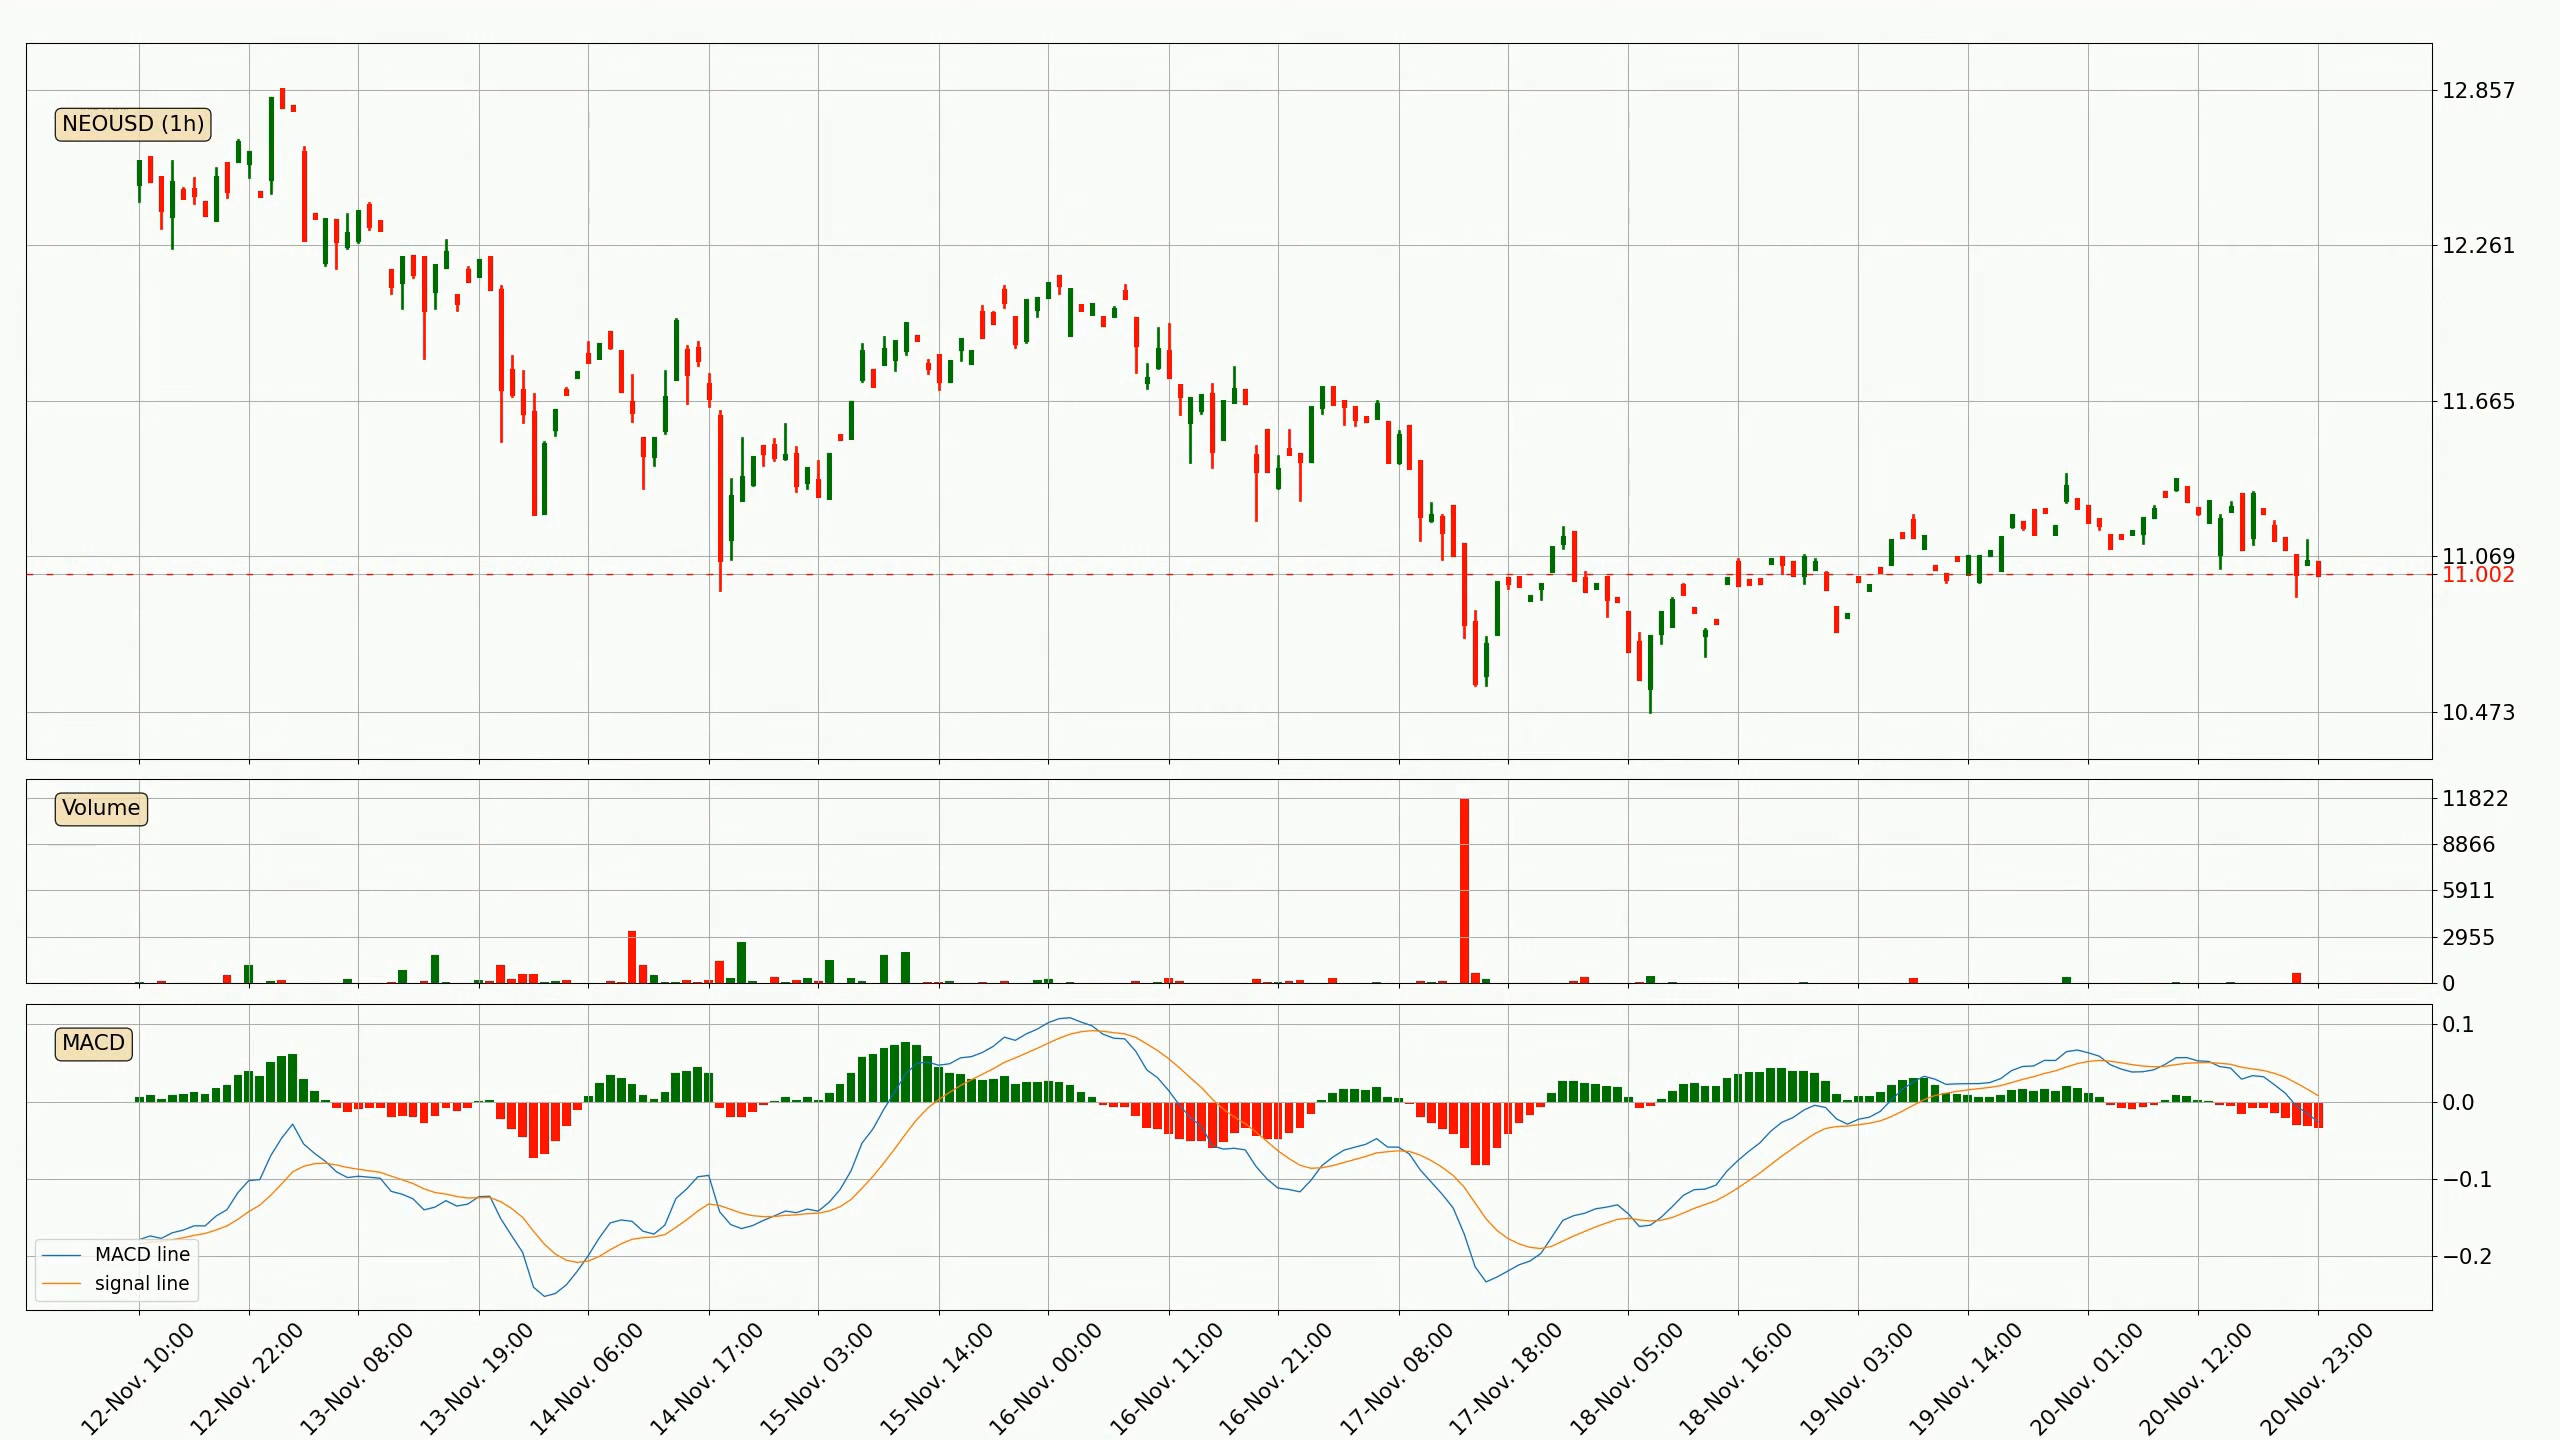 NEOUSD (1h)
12.857
12.261
11.665
11.069
11.002
10.473
Volume
11822
8866
5911
2955
0
MACD
0.1
0.0
−0.1
−0.2
MACD line
signal line
12-Nov. 10:00
12-Nov. 22:00
13-Nov. 08:00
13-Nov. 19:00
14-Nov. 06:00
14-Nov. 17:00
15-Nov. 03:00
15-Nov. 14:00
16-Nov. 00:00
16-Nov. 11:00
16-Nov. 21:00
17-Nov. 08:00
17-Nov. 18:00
18-Nov. 05:00
18-Nov. 16:00
19-Nov. 03:00
19-Nov. 14:00
20-Nov. 01:00
20-Nov. 12:00
20-Nov. 23:00